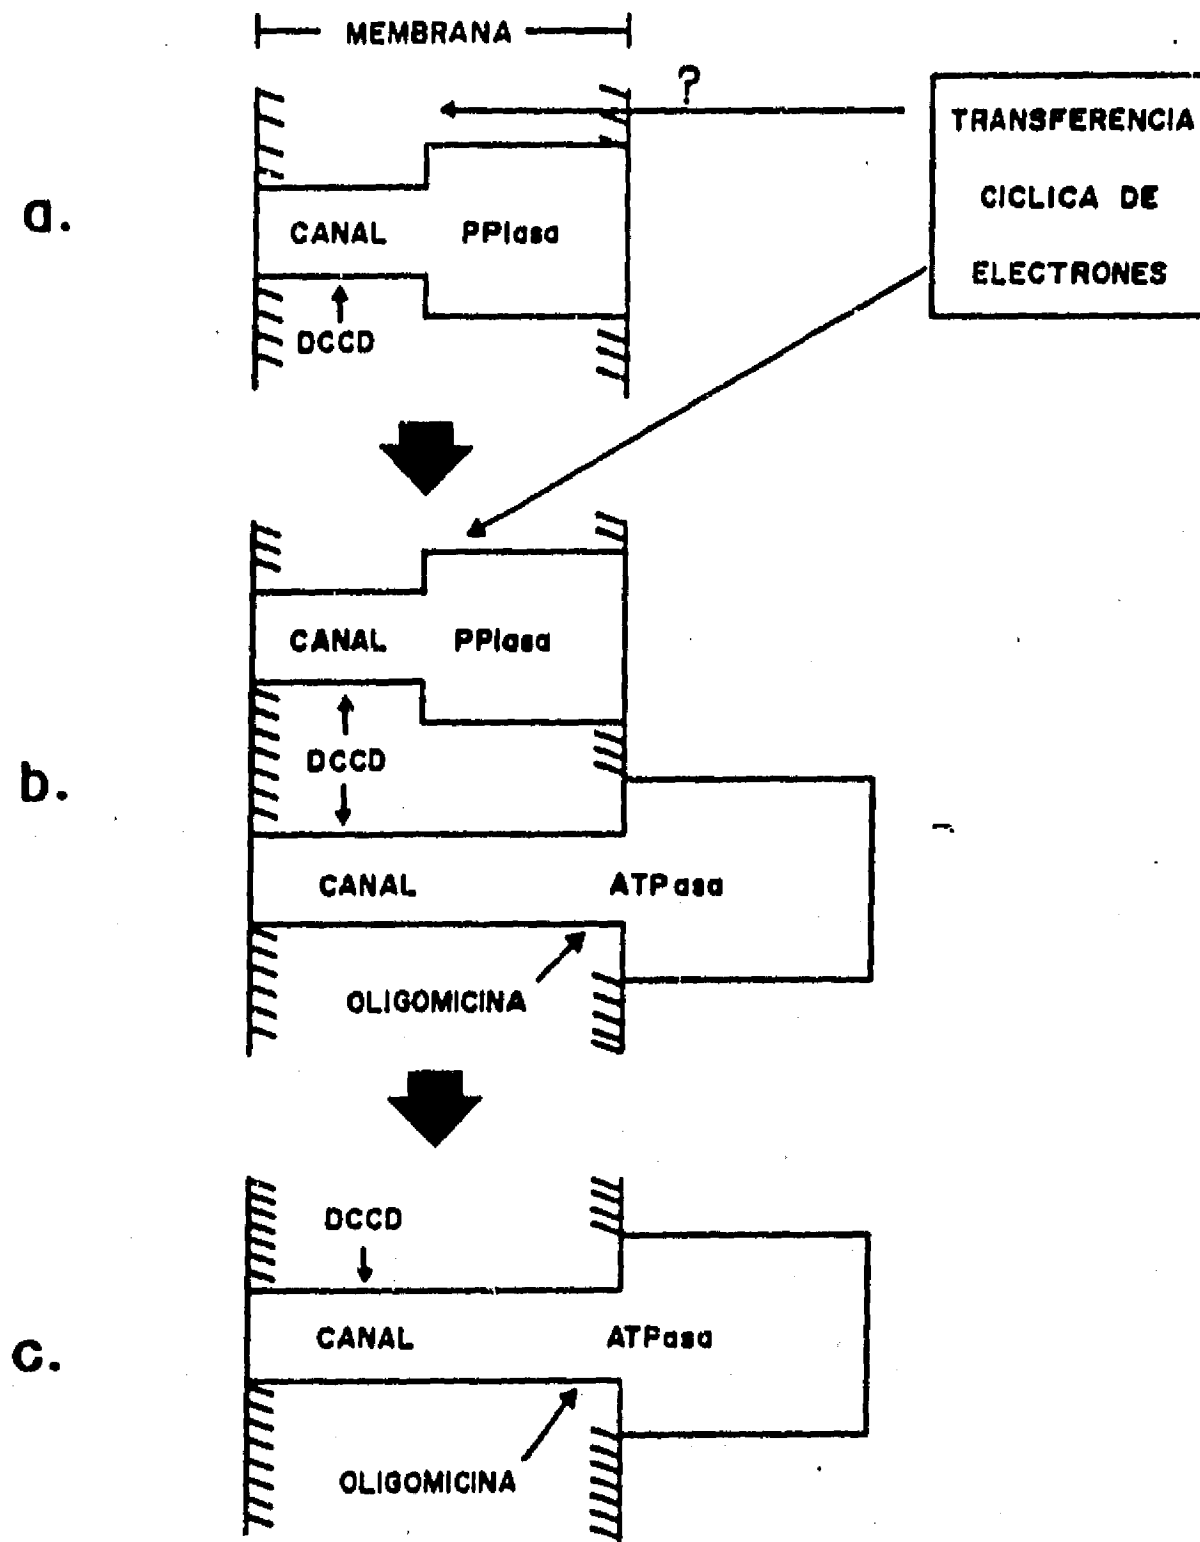 MEMBRANA
?
TRANSFERENCIA
CICLICA DE
ELECTRONES
a.
CANAL PPiasa
DCCD
b.
CANAL PPiasa
DCCD
CANAL ATPasa
OLIGOMICINA
c.
DCCD
CANAL ATPasa
OLIGOMICINA